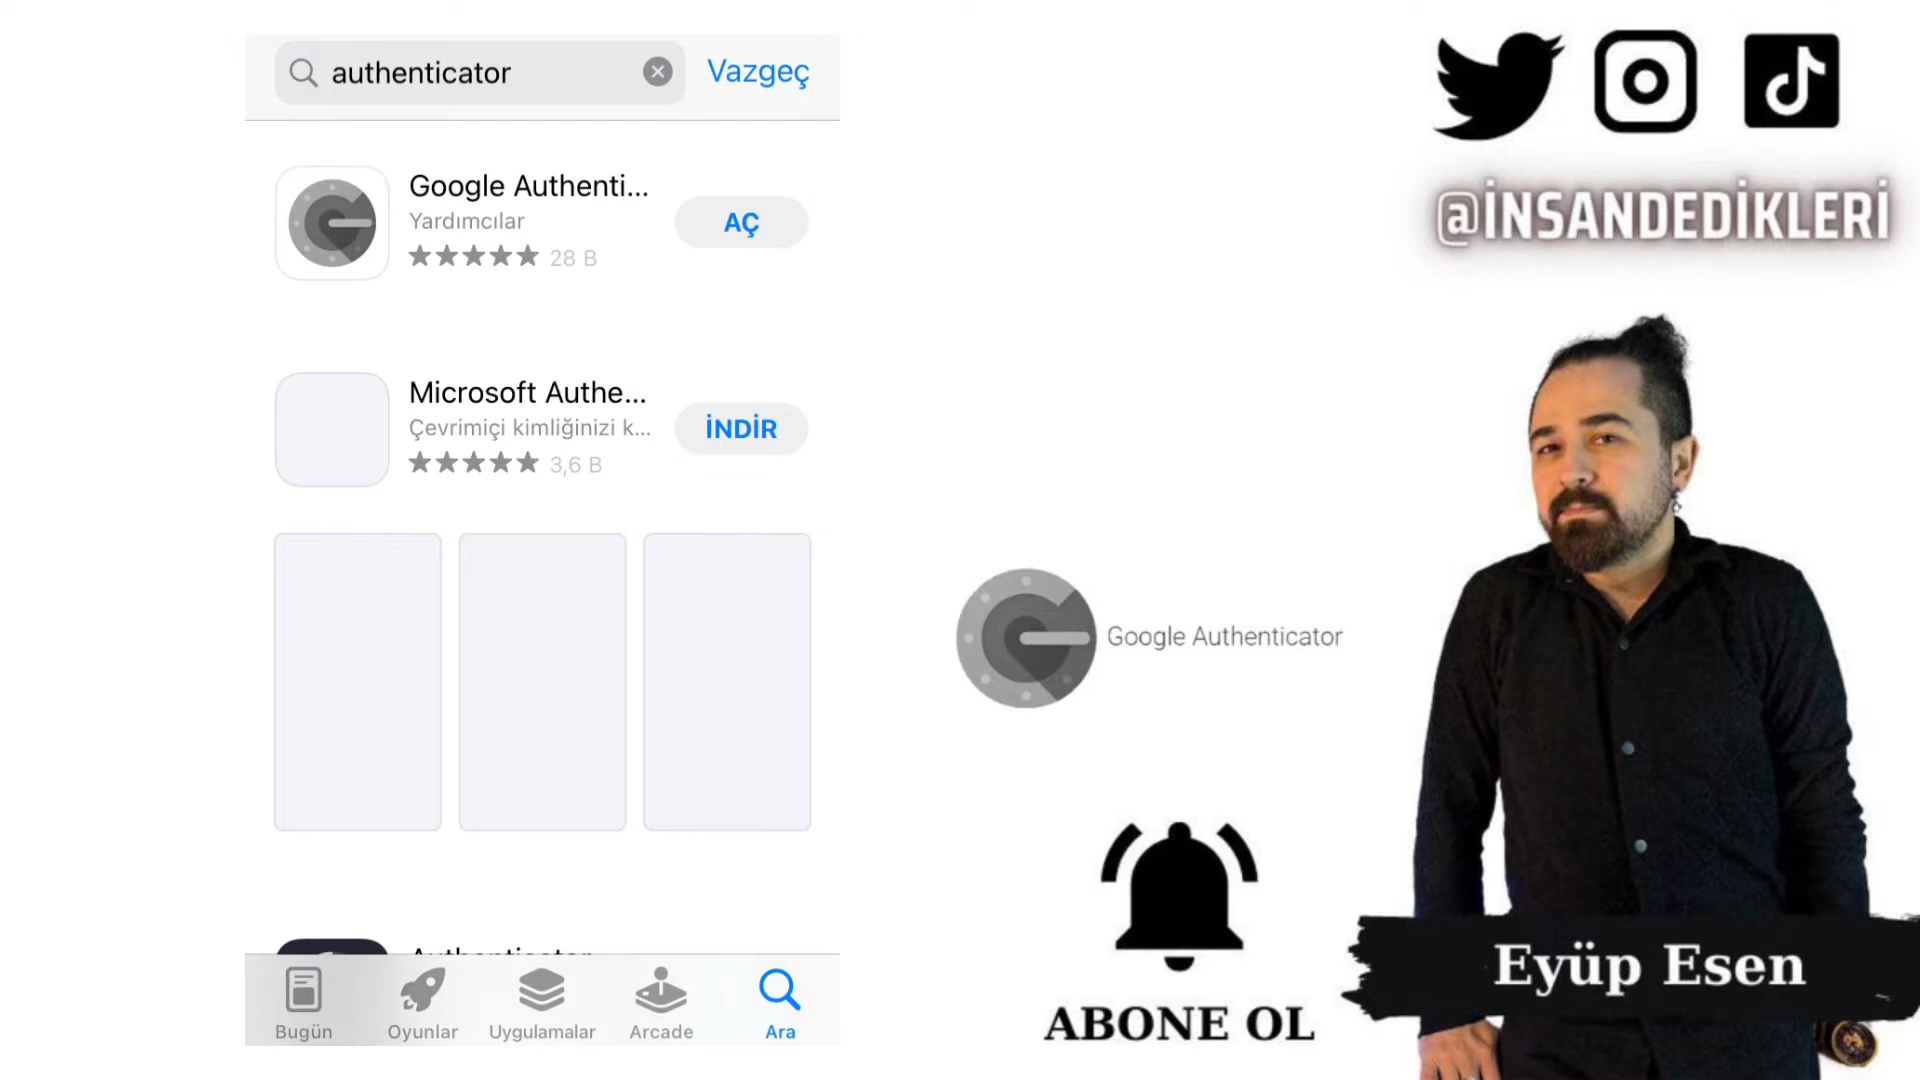 authenticator
Vazgeç
Google Authenti...
Yardımcılar
28 B
AÇ
Microsoft Authe...
Çevrimiçi kimliğinizi k...
3,6 B
İNDİR
Authenticator
Bugün
Oyunlar
Uygulamalar
Arcade
Ara
@İNSANDEDİKLERİ
Google Authenticator
ABONE OL
Eyüp Esen